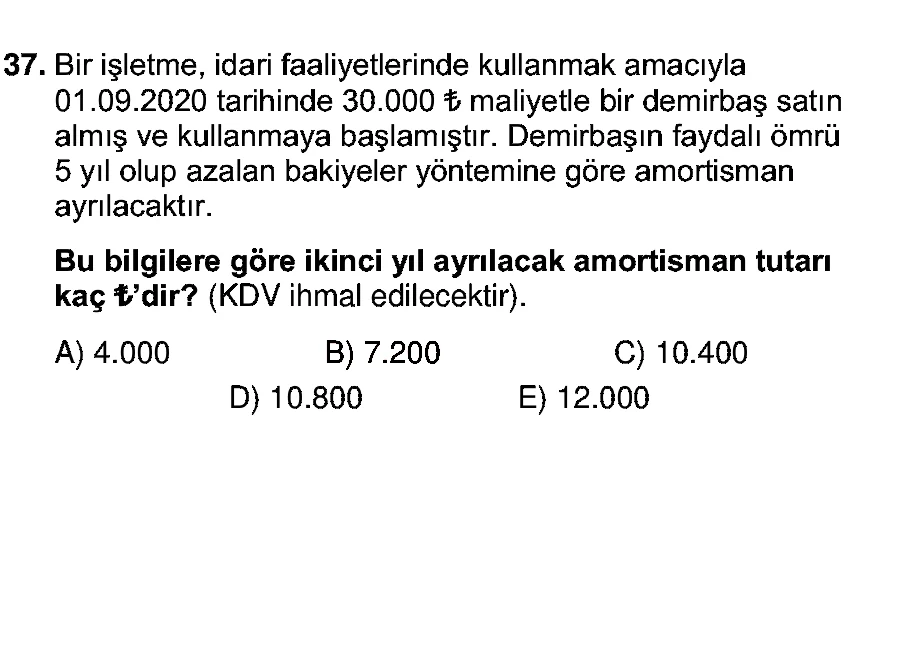 37. Bir işletme, idari faaliyetlerinde kullanmak amacıyla
01.09.2020 tarihinde 30.000 ₺ maliyetle bir demirbaş satın
almış ve kullanmaya başlamıştır. Demirbaşın faydalı ömrü
5 yıl olup azalan bakiyeler yöntemine göre amortisman
ayrılacaktır.
Bu bilgilere göre ikinci yıl ayrılacak amortisman tutarı
kaç ₺'dir? (KDV ihmal edilecektir).
A) 4.000 B) 7.200 C) 10.400
D) 10.800 E) 12.000